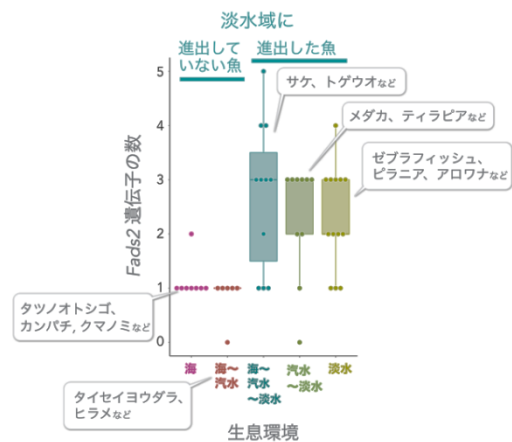 淡水域に
進出して
いない魚
進出した魚
サケ、トゲウオなど
メダカ、ティラピアなど
ゼブラフィッシュ、
ピラニア、アロワナなど
Fads2 遺伝子の数
5
4
3
2
1
0
タツノオトシゴ、
カンパチ, クマノミなど
タイセイヨウダラ、
ヒラメなど
海
海〜
汽水
海〜
汽水
〜淡水
汽水
〜淡水
淡水
生息環境